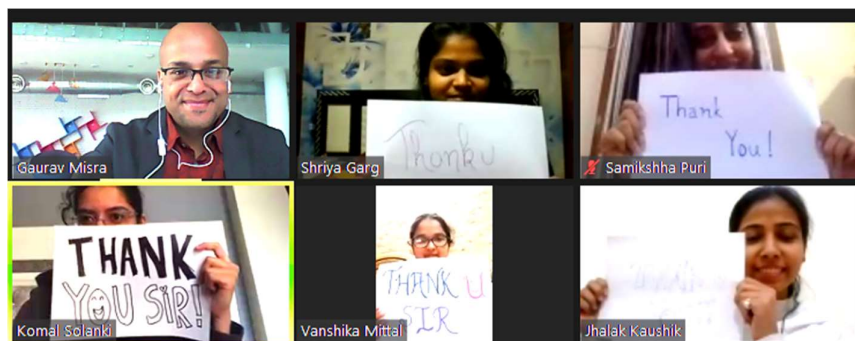 Gaurav Misra
Thanku
Shriya Garg
Thank
You!
Samikshha Puri
THANK
YOU SIR!
Komal Solanki
THANK U
SIR
Vanshika Mittal
Jhalak Kaushik